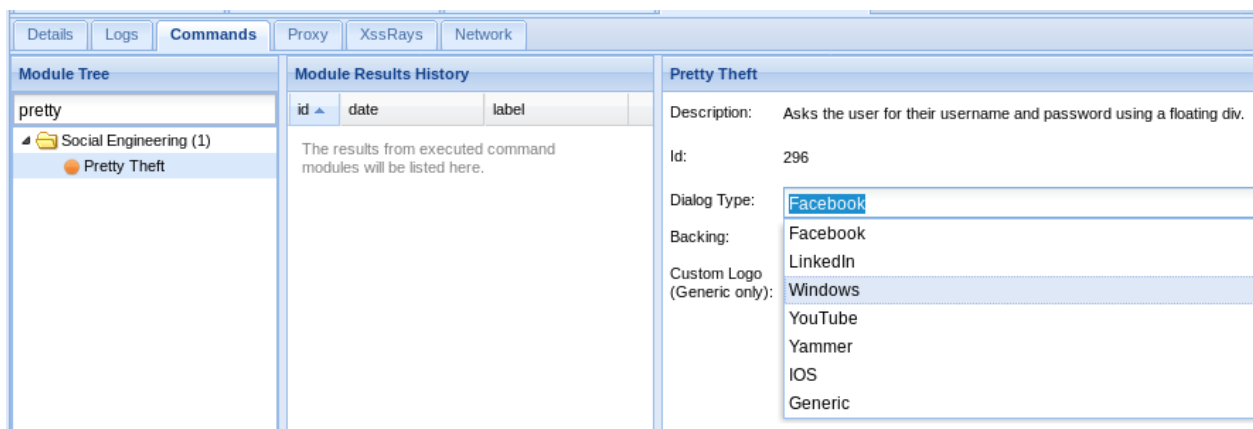 Details Logs Commands Proxy XssRays Network
Module Tree
pretty
Social Engineering (1)
Pretty Theft
Module Results History
id date label
The results from executed command
modules will be listed here.
Pretty Theft
Description: Asks the user for their username and password using a floating div.
Id: 296
Dialog Type: Facebook
Backing:
Custom Logo
(Generic only):
Facebook
LinkedIn
Windows
YouTube
Yammer
IOS
Generic